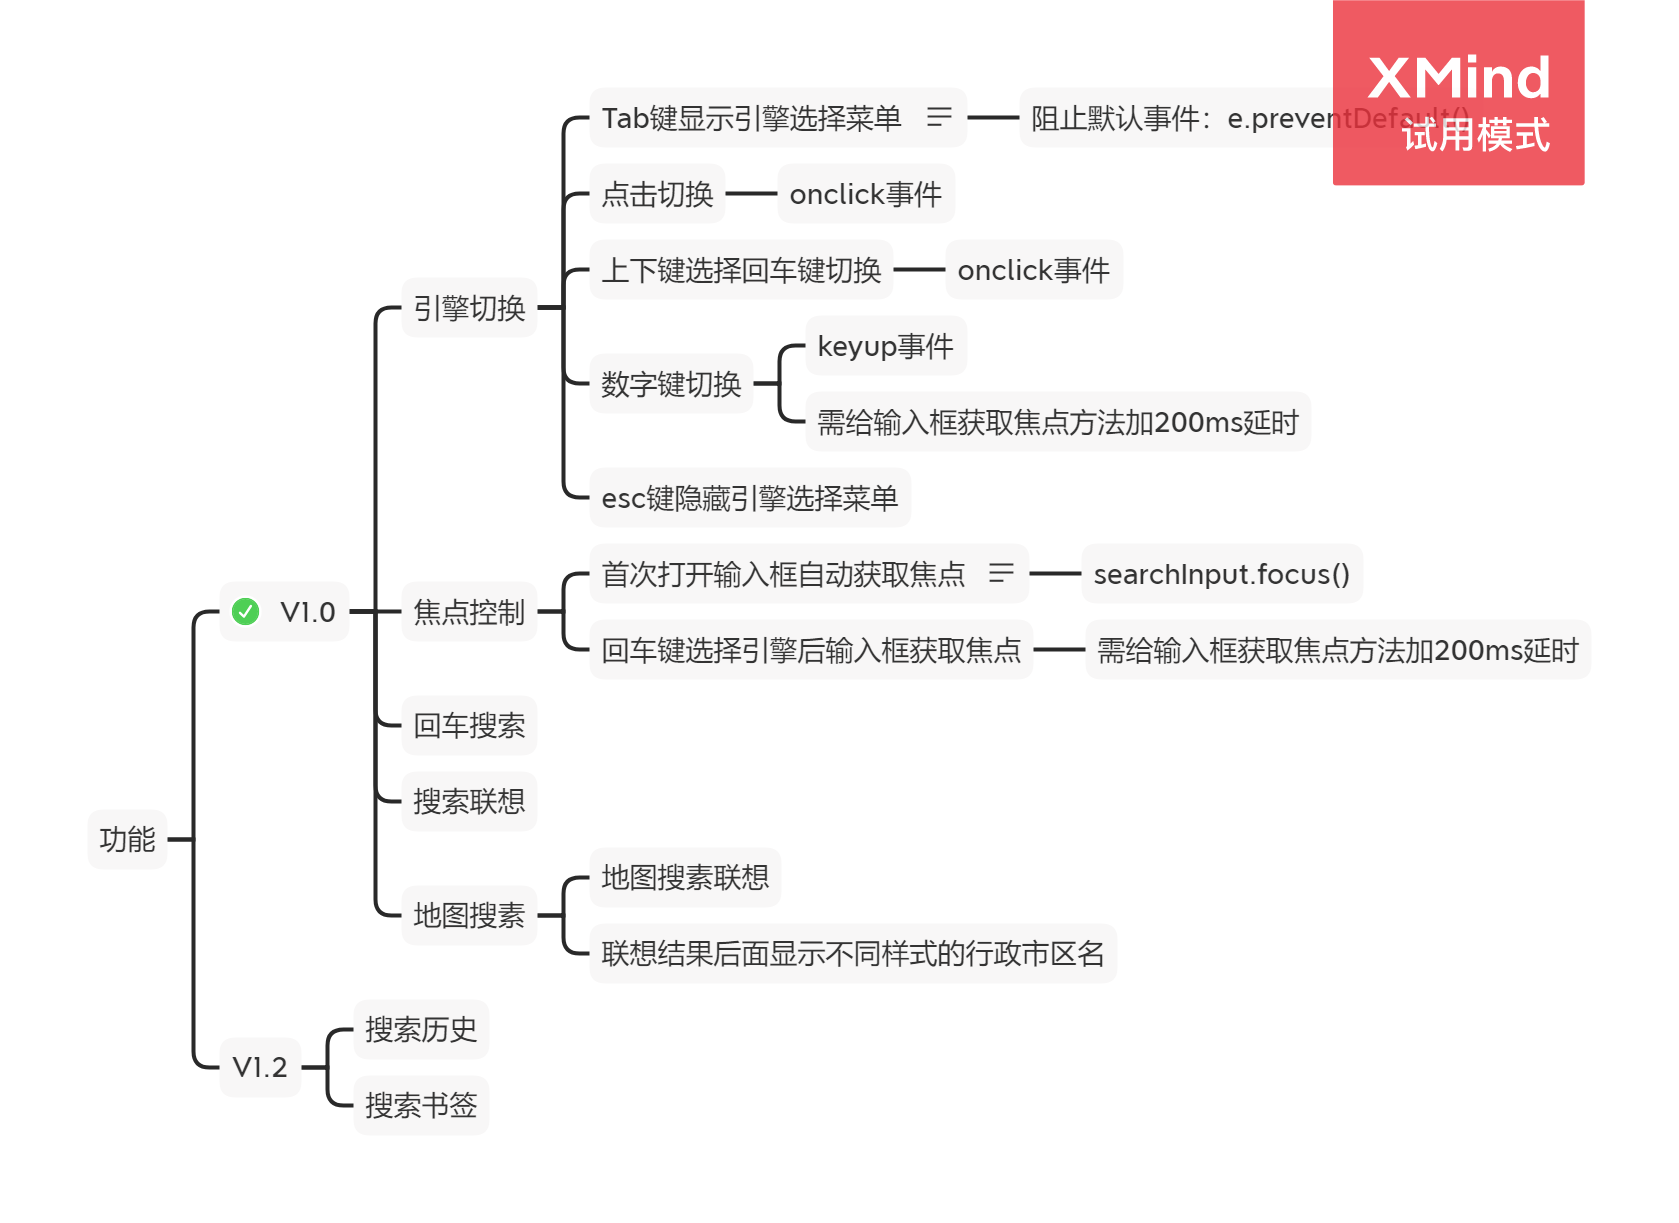 XMind
试用模式
Tab键显示引擎选择菜单
阻止默认事件：e.preventDefault()
点击切换
onclick事件
上下键选择回车键切换
onclick事件
引擎切换
keyup事件
数字键切换
需给输入框获取焦点方法加200ms延时
esc键隐藏引擎选择菜单
首次打开输入框自动获取焦点
searchInput.focus()
V1.0
焦点控制
回车键选择引擎后输入框获取焦点
需给输入框获取焦点方法加200ms延时
回车搜索
搜索联想
功能
地图搜素联想
地图搜素
联想结果后面显示不同样式的行政市区名
搜索历史
V1.2
搜索书签